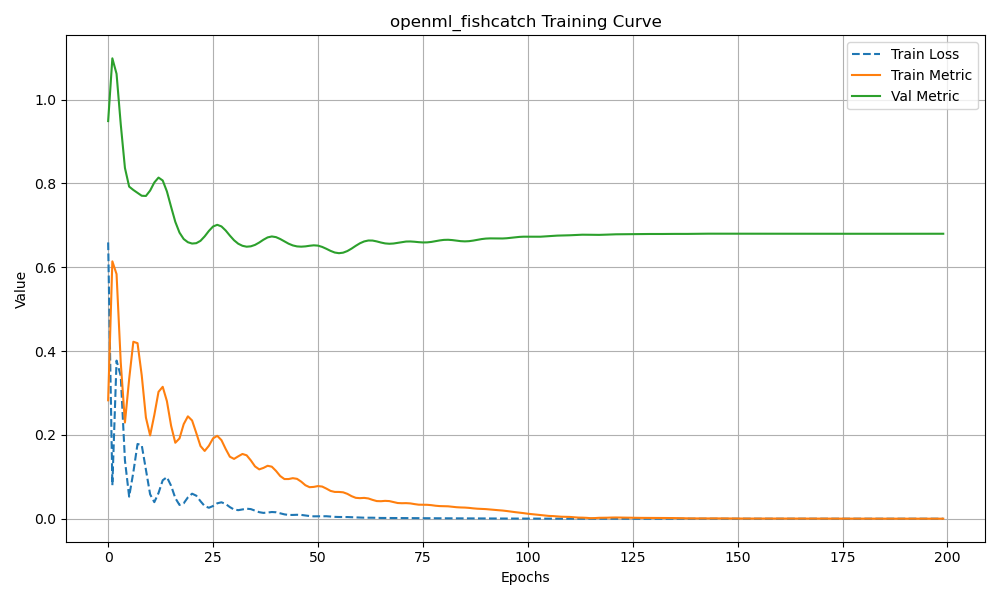 openml_fishcatch Training Curve
Train Loss
Train Metric
Val Metric
Value
1.0
0.8
0.6
0.4
0.2
0.0
0 25 50 75 100 125 150 175 200
Epochs